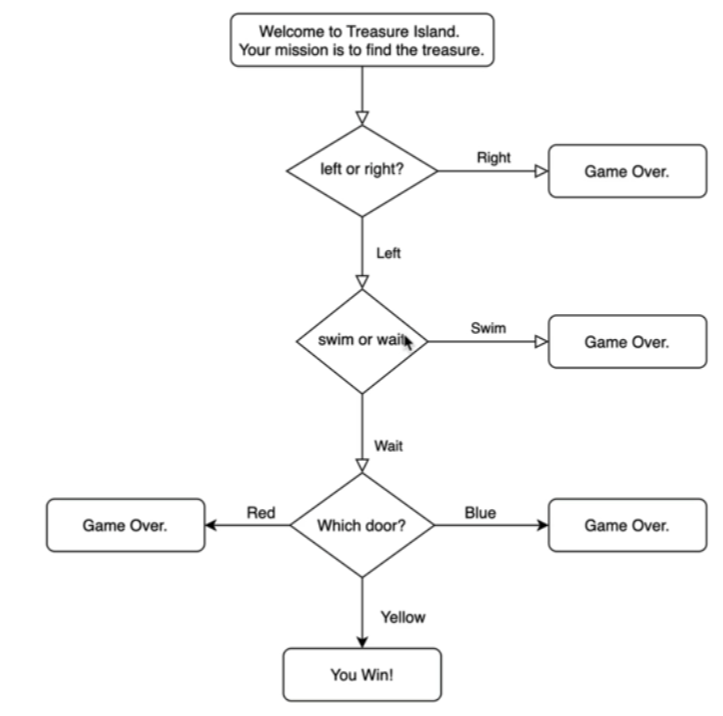 Welcome to Treasure Island.
Your mission is to find the treasure.
left or right?
Right
Game Over.
Left
swim or wait
Swim
Game Over.
Wait
Game Over.
Red
Which door?
Blue
Game Over.
Yellow
You Win!